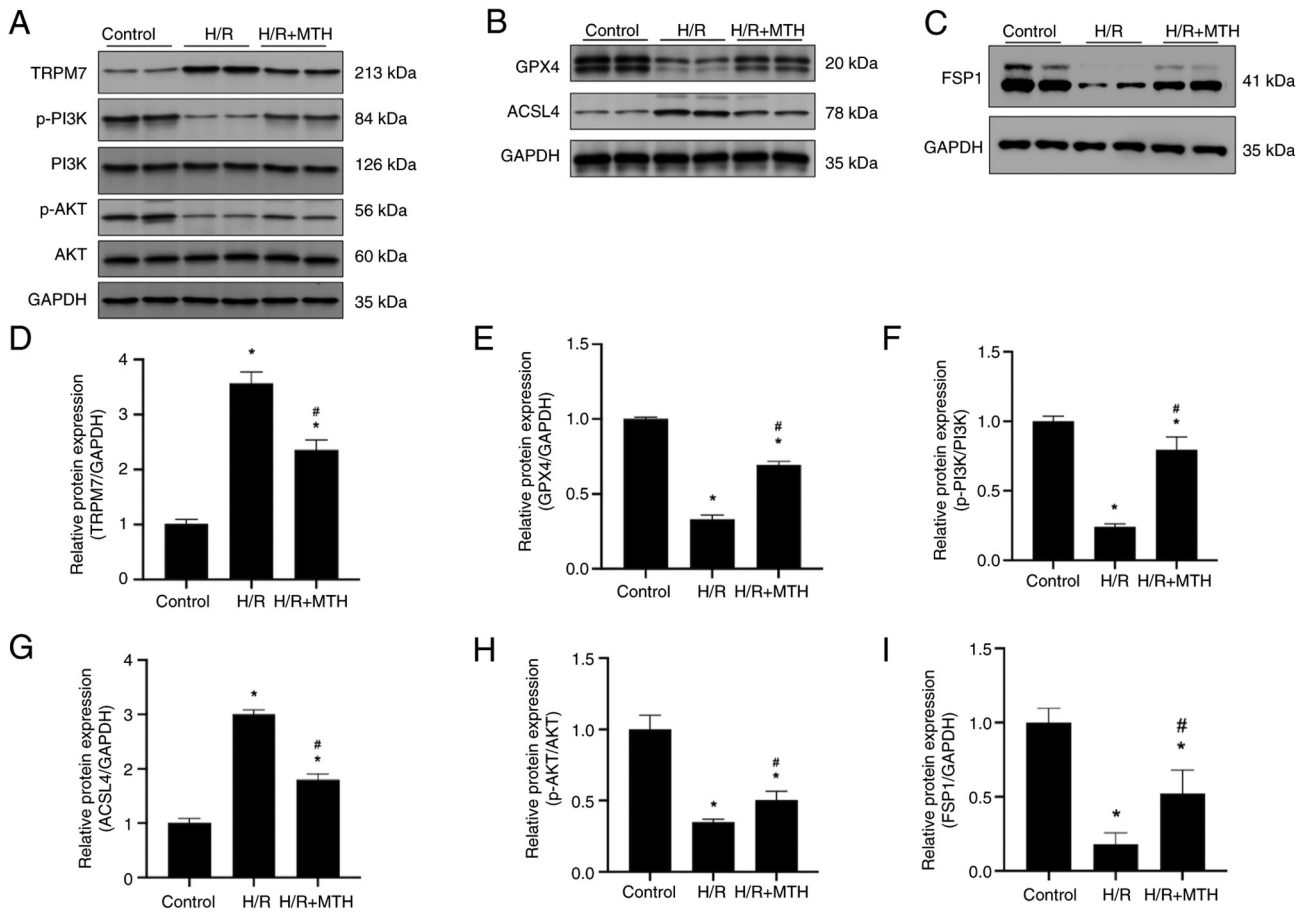 A
Control H/R H/R+MTH
TRPM7 213 kDa
p-PI3K 84 kDa
PI3K 126 kDa
p-AKT 56 kDa
AKT 60 kDa
GAPDH 35 kDa
B
Control H/R H/R+MTH
GPX4 20 kDa
ACSL4 78 kDa
GAPDH 35 kDa
C
Control H/R H/R+MTH
FSP1 41 kDa
GAPDH 35 kDa
D
Relative protein expression
(TRPM7/GAPDH)
4
3
2
1
0
*
#
*
Control H/R H/R+MTH
E
Relative protein expression
(GPX4/GAPDH)
1.5
1.0
0.5
0.0
*
#
*
Control H/R H/R+MTH
F
Relative protein expression
(p-PI3K/PI3K)
1.5
1.0
0.5
0.0
*
#
*
Control H/R H/R+MTH
G
Relative protein expression
(ACSL4/GAPDH)
4
3
2
1
0
*
#
*
Control H/R H/R+MTH
H
Relative protein expression
(p-AKT/AKT)
1.5
1.0
0.5
0.0
*
#
*
Control H/R H/R+MTH
I
Relative protein expression
(FSP1/GAPDH)
1.5
1.0
0.5
0.0
*
#
*
Control H/R H/R+MTH